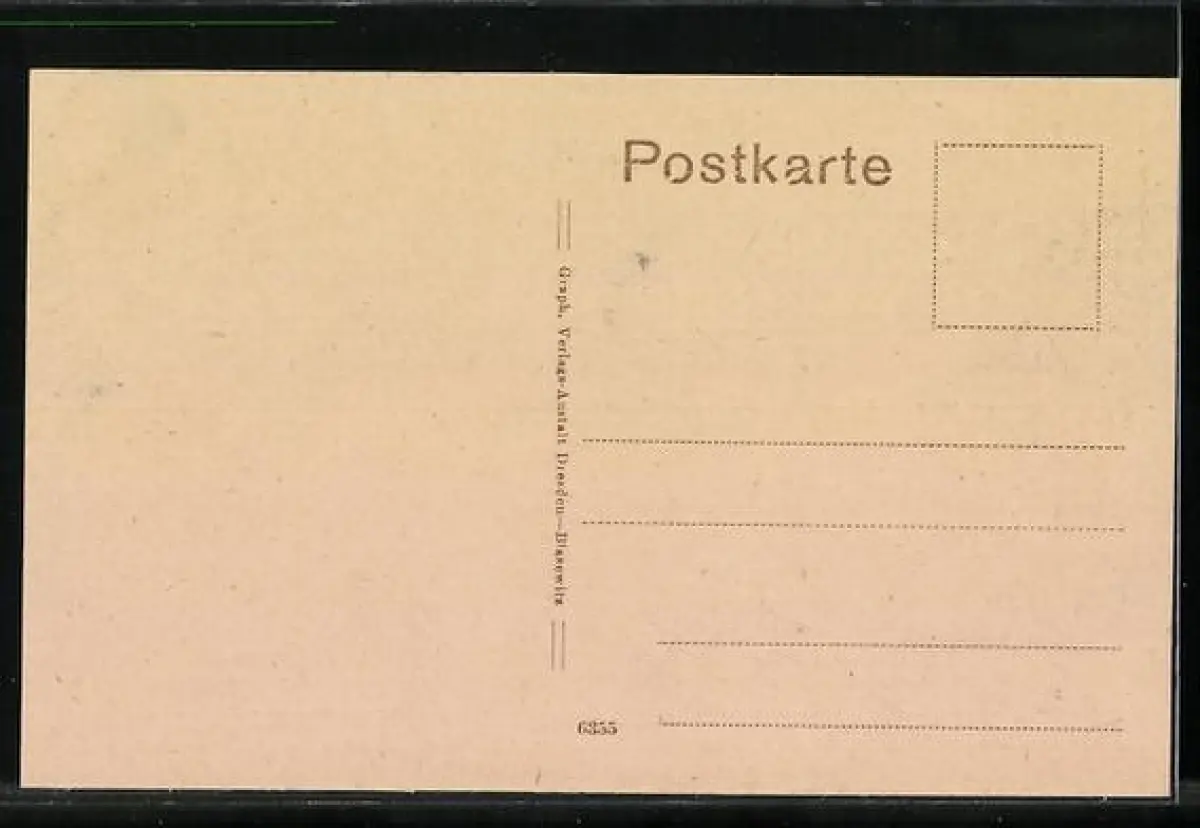 Postkarte
Graph. Verlags-Anstalt Dresden—Blasewitz
6355